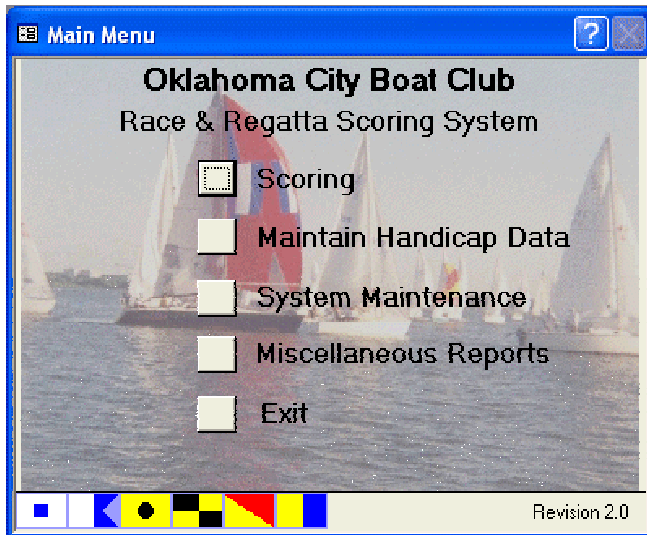 Main Menu
?
Oklahoma City Boat Club
Race & Regatta Scoring System
Scoring
Maintain Handicap Data
System Maintenance
Miscellaneous Reports
Exit
Revision 2.0